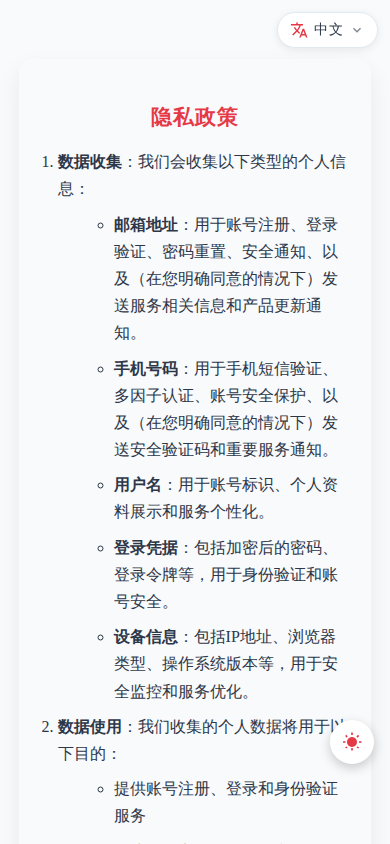 中文
隐私政策
1. 数据收集：我们会收集以下类型的个人信
息：
邮箱地址：用于账号注册、登录
验证、密码重置、安全通知、以
及（在您明确同意的情况下）发
送服务相关信息和产品更新通
知。
手机号码：用于手机短信验证、
多因子认证、账号安全保护、以
及（在您明确同意的情况下）发
送安全验证码和重要服务通知。
用户名：用于账号标识、个人资
料展示和服务个性化。
登录凭据：包括加密后的密码、
登录令牌等，用于身份验证和账
号安全。
设备信息：包括IP地址、浏览器
类型、操作系统版本等，用于安
全监控和服务优化。
2. 数据使用：我们收集的个人数据将用于以
下目的：
提供账号注册、登录和身份验证
服务